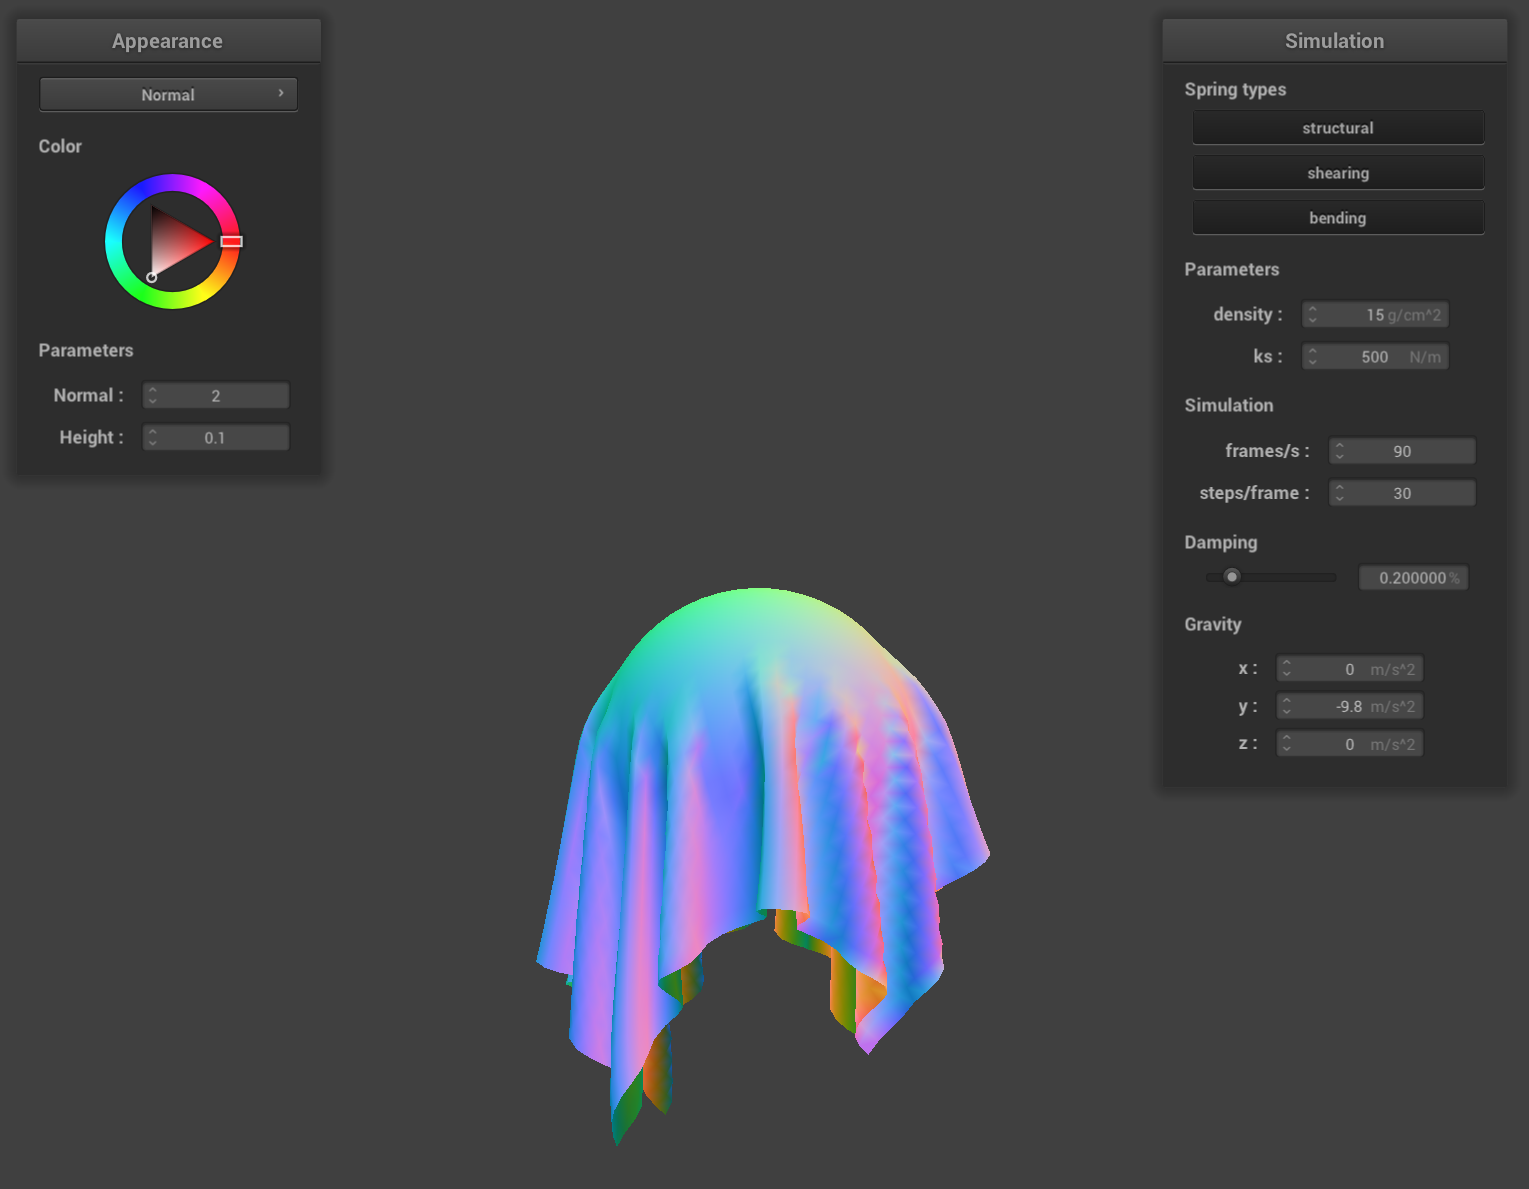 Appearance
Normal
Color
Parameters
Normal : 2
Height : 0.1
Simulation
Spring types
structural
shearing
bending
Parameters
density : 15 g/cm^2
ks : 500 N/m
Simulation
frames/s : 90
steps/frame : 30
Damping
0.200000 %
Gravity
x : 0 m/s^2
y : -9.8 m/s^2
z : 0 m/s^2